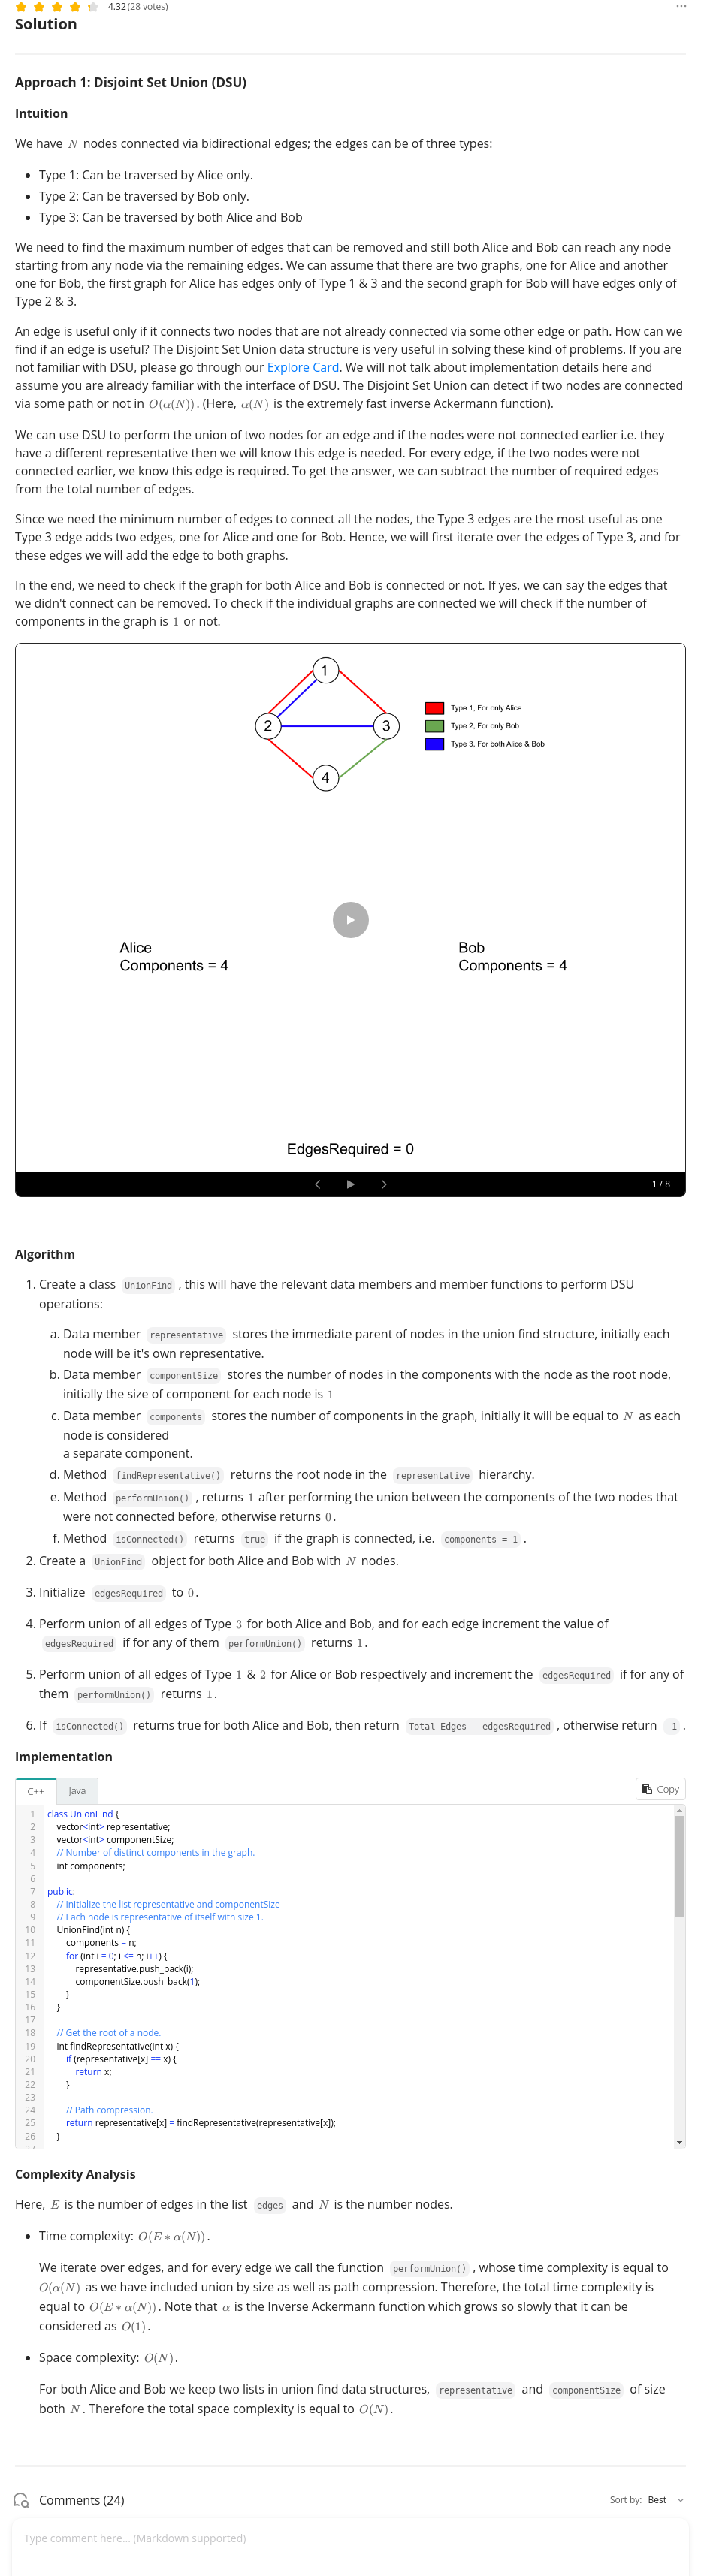 4.32 (28 votes)
Solution
Approach 1: Disjoint Set Union (DSU)
Intuition
We have N nodes connected via bidirectional edges; the edges can be of three types:
• Type 1: Can be traversed by Alice only.
• Type 2: Can be traversed by Bob only.
• Type 3: Can be traversed by both Alice and Bob
We need to find the maximum number of edges that can be removed and still both Alice and Bob can reach any node
starting from any node via the remaining edges. We can assume that there are two graphs, one for Alice and another
one for Bob, the first graph for Alice has edges only of Type 1 & 3 and the second graph for Bob will have edges only of
Type 2 & 3.
An edge is useful only if it connects two nodes that are not already connected via some other edge or path. How can we
find if an edge is useful? The Disjoint Set Union data structure is very useful in solving these kind of problems. If you are
not familiar with DSU, please go through our Explore Card. We will not talk about implementation details here and
assume you are already familiar with the interface of DSU. The Disjoint Set Union can detect if two nodes are connected
via some path or not in O(α(N)). (Here, α(N) is the extremely fast inverse Ackermann function).
We can use DSU to perform the union of two nodes for an edge and if the nodes were not connected earlier i.e. they
have a different representative then we will know this edge is needed. For every edge, if the two nodes were not
connected earlier, we know this edge is required. To get the answer, we can subtract the number of required edges
from the total number of edges.
Since we need the minimum number of edges to connect all the nodes, the Type 3 edges are the most useful as one
Type 3 edge adds two edges, one for Alice and one for Bob. Hence, we will first iterate over the edges of Type 3, and for
these edges we will add the edge to both graphs.
In the end, we need to check if the graph for both Alice and Bob is connected or not. If yes, we can say the edges that
we didn't connect can be removed. To check if the individual graphs are connected we will check if the number of
components in the graph is 1 or not.
1
2
3
4
Type 1, For only Alice
Type 2, For only Bob
Type 3, For both Alice & Bob
Alice
Components = 4
Bob
Components = 4
EdgesRequired = 0
1 / 8
Algorithm
1. Create a class UnionFind , this will have the relevant data members and member functions to perform DSU
operations:
a. Data member representative stores the immediate parent of nodes in the union find structure, initially each
node will be it's own representative.
b. Data member componentSize stores the number of nodes in the components with the node as the root node,
initially the size of component for each node is 1
c. Data member components stores the number of components in the graph, initially it will be equal to N as each
node is considered
a separate component.
d. Method findRepresentative() returns the root node in the representative hierarchy.
e. Method performUnion() , returns 1 after performing the union between the components of the two nodes that
were not connected before, otherwise returns 0.
f. Method isConnected() returns true if the graph is connected, i.e. components = 1 .
2. Create a UnionFind object for both Alice and Bob with N nodes.
3. Initialize edgesRequired to 0.
4. Perform union of all edges of Type 3 for both Alice and Bob, and for each edge increment the value of
edgesRequired if for any of them performUnion() returns 1.
5. Perform union of all edges of Type 1 & 2 for Alice or Bob respectively and increment the edgesRequired if for any of
them performUnion() returns 1.
6. If isConnected() returns true for both Alice and Bob, then return Total Edges − edgesRequired , otherwise return −1 .
Implementation
C++ Java Copy
1 class UnionFind {
2 vector<int> representative;
3 vector<int> componentSize;
4 // Number of distinct components in the graph.
5 int components;
6
7 public:
8 // Initialize the list representative and componentSize
9 // Each node is representative of itself with size 1.
10 UnionFind(int n) {
11 components = n;
12 for (int i = 0; i <= n; i++) {
13 representative.push_back(i);
14 componentSize.push_back(1);
15 }
16 }
17
18 // Get the root of a node.
19 int findRepresentative(int x) {
20 if (representative[x] == x) {
21 return x;
22 }
23
24 // Path compression.
25 return representative[x] = findRepresentative(representative[x]);
26 }
27
Complexity Analysis
Here, E is the number of edges in the list edges and N is the number nodes.
• Time complexity: O(E ∗ α(N)).
We iterate over edges, and for every edge we call the function performUnion() , whose time complexity is equal to
O(α(N) as we have included union by size as well as path compression. Therefore, the total time complexity is
equal to O(E ∗ α(N)). Note that α is the Inverse Ackermann function which grows so slowly that it can be
considered as O(1).
• Space complexity: O(N).
For both Alice and Bob we keep two lists in union find data structures, representative and componentSize of size
both N. Therefore the total space complexity is equal to O(N).
Comments (24)
Sort by: Best
Type comment here... (Markdown supported)